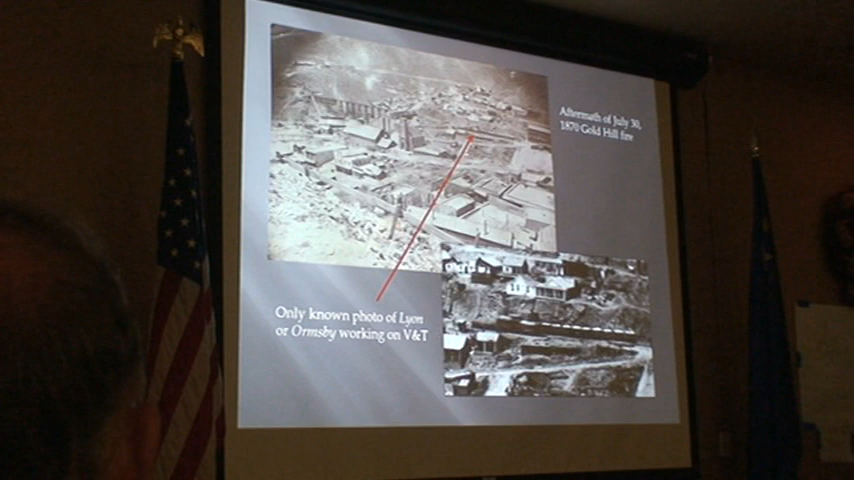 Aftermath of July 30,
1870 Gold Hill fire
Only known photo of Lyon
or Ormsby working on V&T